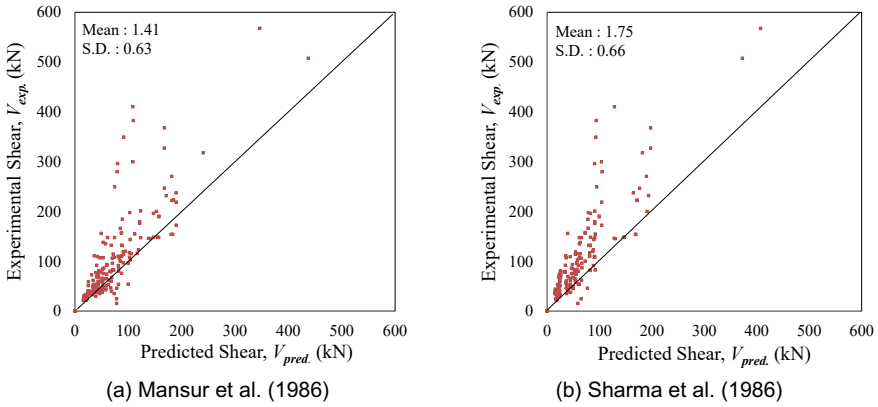 Mean : 1.41
S.D. : 0.63
Experimental Shear, Vexp. (kN)
600
500
400
300
200
100
0
0 100 200 300 400 500 600
Predicted Shear, Vpred. (kN)
(a) Mansur et al. (1986)
Mean : 1.75
S.D. : 0.66
Experimental Shear, Vexp. (kN)
600
500
400
300
200
100
0
0 100 200 300 400 500 600
Predicted Shear, Vpred. (kN)
(b) Sharma et al. (1986)